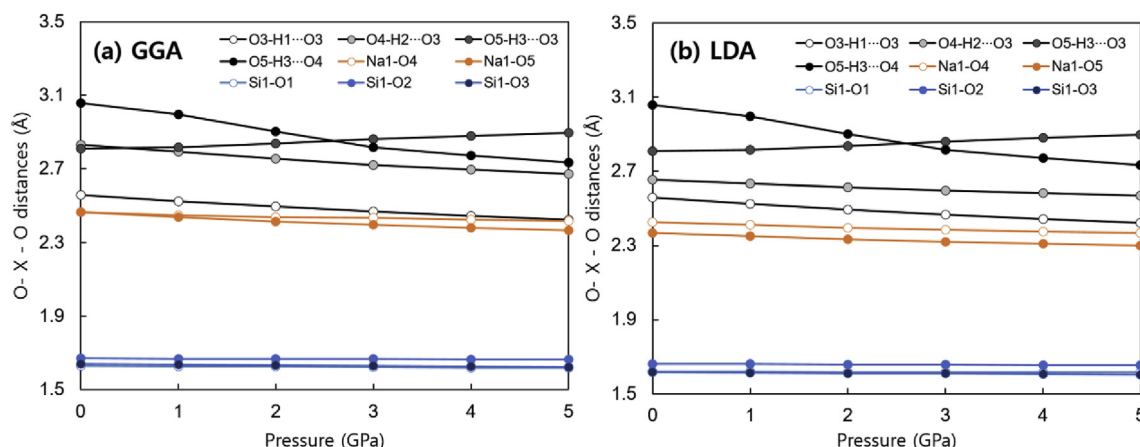 (a) GGA
O3-H1···O3 O4-H2···O3 O5-H3···O3
O5-H3···O4 Na1-O4 Na1-O5
Si1-O1 Si1-O2 Si1-O3
O- X - O distances (Å)
3.5
3.1
2.7
2.3
1.9
1.5
0 1 2 3 4 5
Pressure (GPa)
(b) LDA
O3-H1···O3 O4-H2···O3 O5-H3···O3
O5-H3···O4 Na1-O4 Na1-O5
Si1-O1 Si1-O2 Si1-O3
O- X - O distances (Å)
3.5
3.1
2.7
2.3
1.9
1.5
0 1 2 3 4 5
Pressure (GPa)